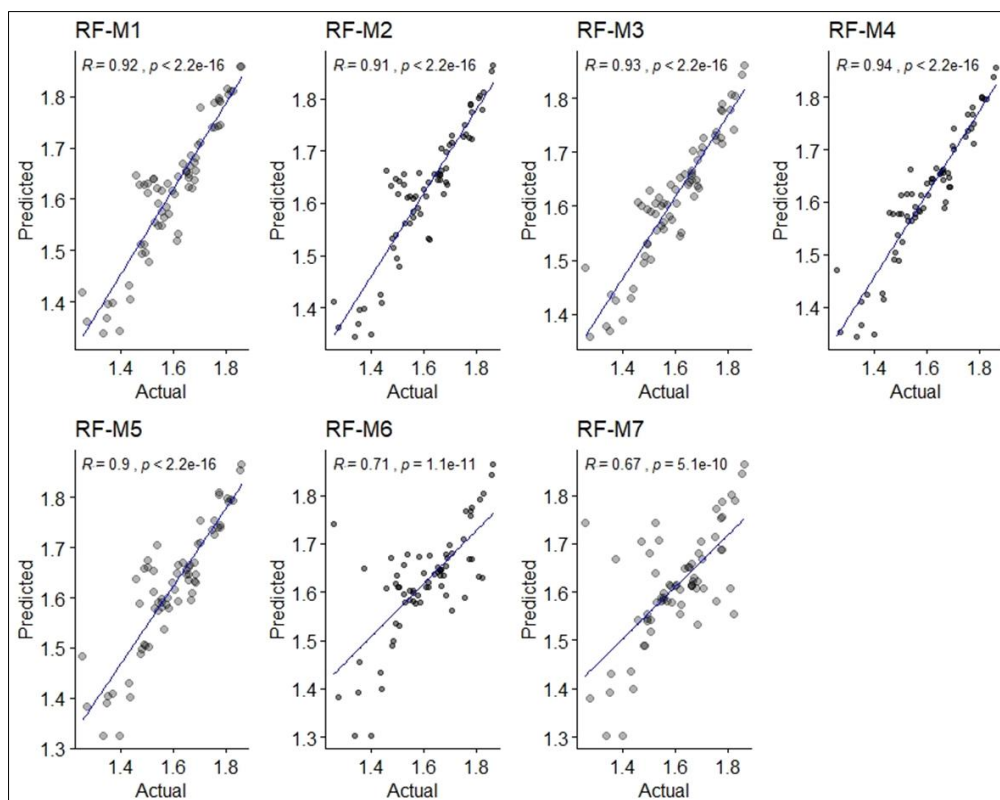 RF-M1
R = 0.92 , p < 2.2e-16
1.8
1.7
1.6
1.5
1.4
Predicted
1.4 1.6 1.8
Actual
RF-M2
R = 0.91 , p < 2.2e-16
1.8
1.7
1.6
1.5
1.4
Predicted
1.4 1.6 1.8
Actual
RF-M3
R = 0.93 , p < 2.2e-16
1.8
1.7
1.6
1.5
1.4
Predicted
1.4 1.6 1.8
Actual
RF-M4
R = 0.94 , p < 2.2e-16
1.8
1.7
1.6
1.5
1.4
Predicted
1.4 1.6 1.8
Actual
RF-M5
R = 0.9 , p < 2.2e-16
1.8
1.7
1.6
1.5
1.4
1.3
Predicted
1.4 1.6 1.8
Actual
RF-M6
R = 0.71 , p = 1.1e-11
1.8
1.7
1.6
1.5
1.4
1.3
Predicted
1.4 1.6 1.8
Actual
RF-M7
R = 0.67 , p = 5.1e-10
1.8
1.7
1.6
1.5
1.4
1.3
Predicted
1.4 1.6 1.8
Actual